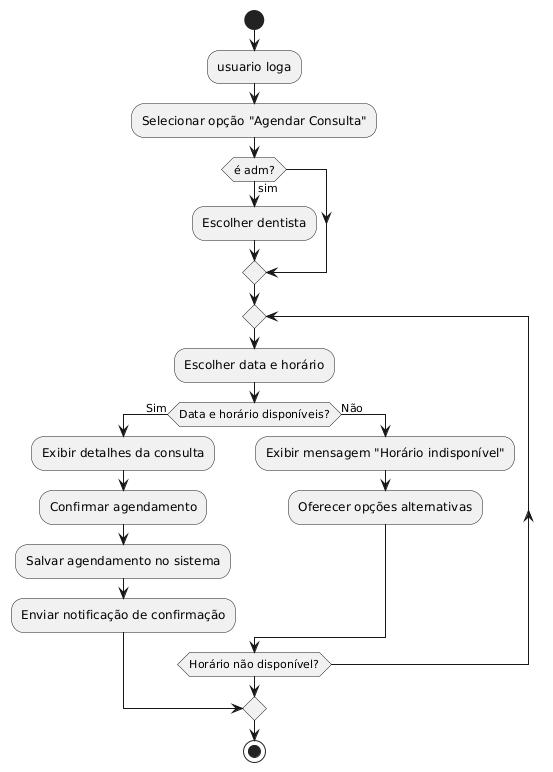 usuario loga
Selecionar opção "Agendar Consulta"
é adm?
sim
Escolher dentista
Escolher data e horário
Sim
Data e horário disponíveis?
Não
Exibir detalhes da consulta
Exibir mensagem "Horário indisponível"
Confirmar agendamento
Oferecer opções alternativas
Salvar agendamento no sistema
Enviar notificação de confirmação
Horário não disponível?